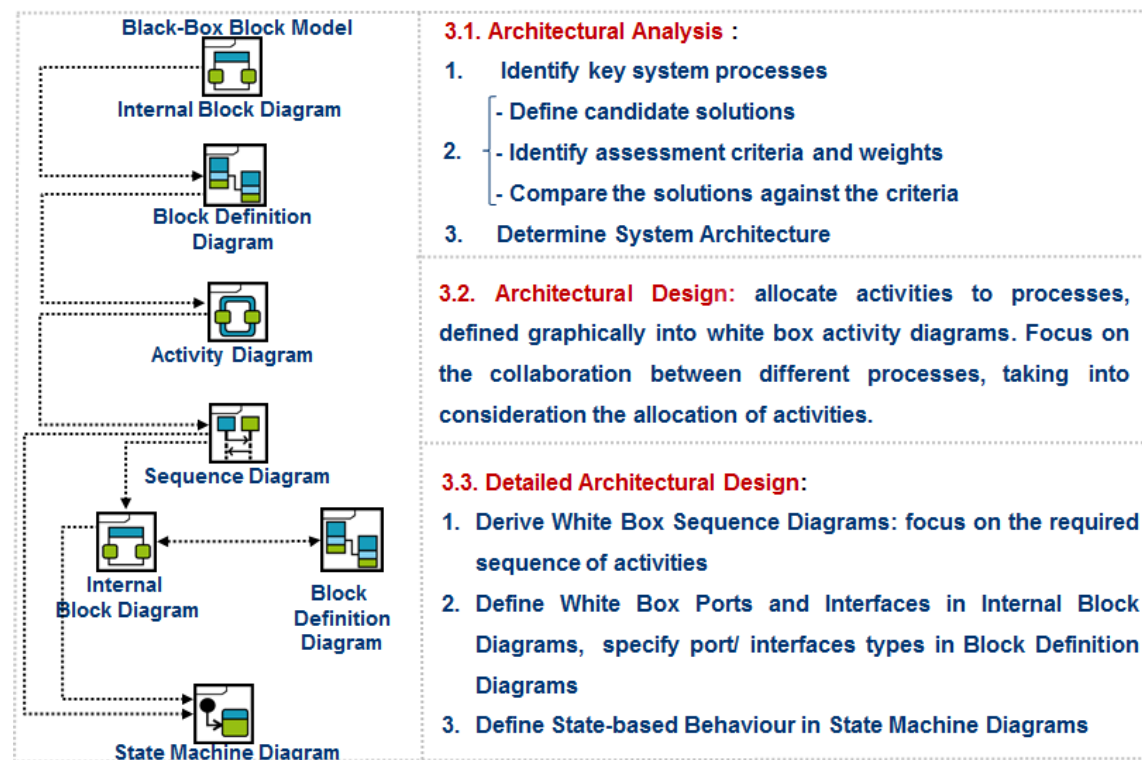 Black-Box Block Model
Internal Block Diagram
Block Definition
Diagram
Activity Diagram
Sequence Diagram
Internal
Block Diagram
Block
Definition
Diagram
State Machine Diagram
3.1. Architectural Analysis :
1. Identify key system processes
- Define candidate solutions
2. - Identify assessment criteria and weights
- Compare the solutions against the criteria
3. Determine System Architecture
3.2. Architectural Design: allocate activities to processes,
defined graphically into white box activity diagrams. Focus on
the collaboration between different processes, taking into
consideration the allocation of activities.
3.3. Detailed Architectural Design:
1. Derive White Box Sequence Diagrams: focus on the required
sequence of activities
2. Define White Box Ports and Interfaces in Internal Block
Diagrams, specify port/ interfaces types in Block Definition
Diagrams
3. Define State-based Behaviour in State Machine Diagrams